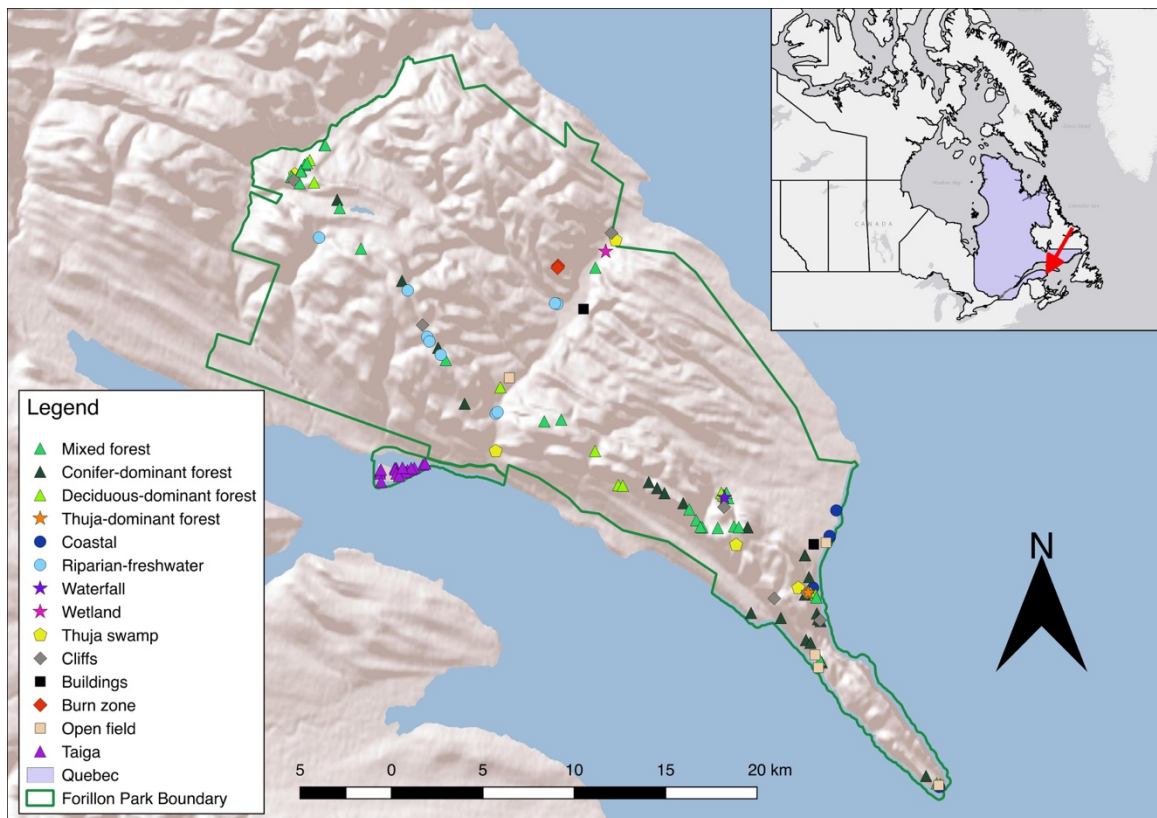 CANADA
Legend
Mixed forest
Conifer-dominant forest
Deciduous-dominant forest
Thuja-dominant forest
Coastal
Riparian-freshwater
Waterfall
Wetland
Thuja swamp
Cliffs
Buildings
Burn zone
Open field
Taiga
Quebec
Forillon Park Boundary
N
5 0 5 10 15 20 km